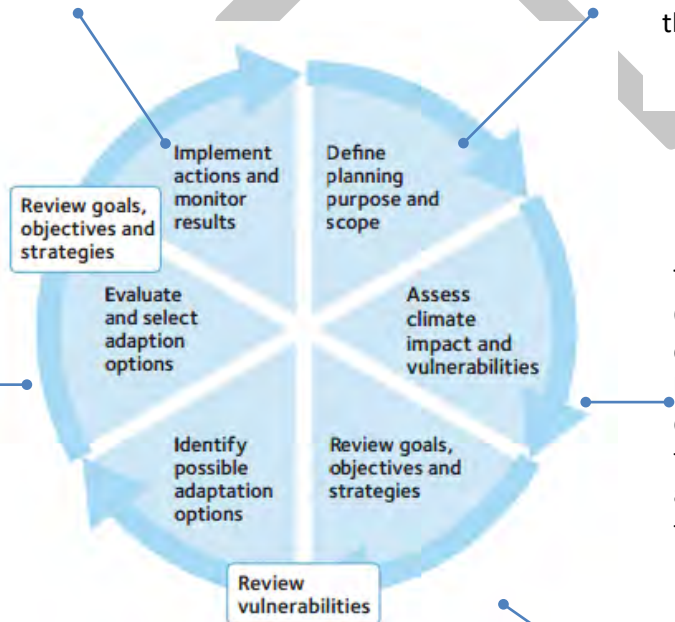 Implement
actions and
monitor
results
Define
planning
purpose and
scope
Assess
climate
impact and
vulnerabilities
Review goals,
objectives and
strategies
Review
vulnerabilities
Identify
possible
adaptation
options
Evaluate
and select
adaption
options
Review goals,
objectives and
strategies